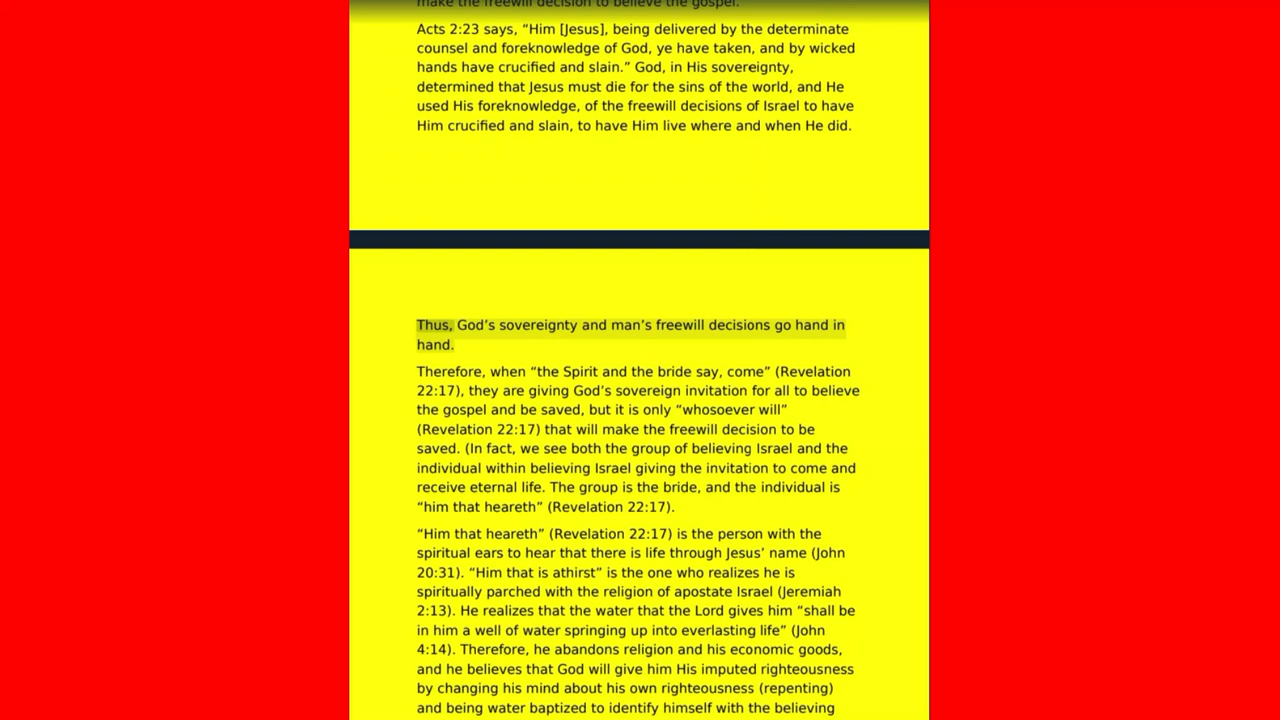 make the freewill decision to believe the gospel.
Acts 2:23 says, “Him [Jesus], being delivered by the determinate
counsel and foreknowledge of God, ye have taken, and by wicked
hands have crucified and slain.” God, in His sovereignty,
determined that Jesus must die for the sins of the world, and He
used His foreknowledge, of the freewill decisions of Israel to have
Him crucified and slain, to have Him live where and when He did.
Thus, God’s sovereignty and man’s freewill decisions go hand in
hand.
Therefore, when “the Spirit and the bride say, come” (Revelation
22:17), they are giving God’s sovereign invitation for all to believe
the gospel and be saved, but it is only “whosoever will”
(Revelation 22:17) that will make the freewill decision to be
saved. (In fact, we see both the group of believing Israel and the
individual within believing Israel giving the invitation to come and
receive eternal life. The group is the bride, and the individual is
“him that heareth” (Revelation 22:17).
“Him that heareth” (Revelation 22:17) is the person with the
spiritual ears to hear that there is life through Jesus’ name (John
20:31). “Him that is athirst” is the one who realizes he is
spiritually parched with the religion of apostate Israel (Jeremiah
2:13). He realizes that the water that the Lord gives him “shall be
in him a well of water springing up into everlasting life” (John
4:14). Therefore, he abandons religion and his economic goods,
and he believes that God will give him His imputed righteousness
by changing his mind about his own righteousness (repenting)
and being water baptized to identify himself with the believing